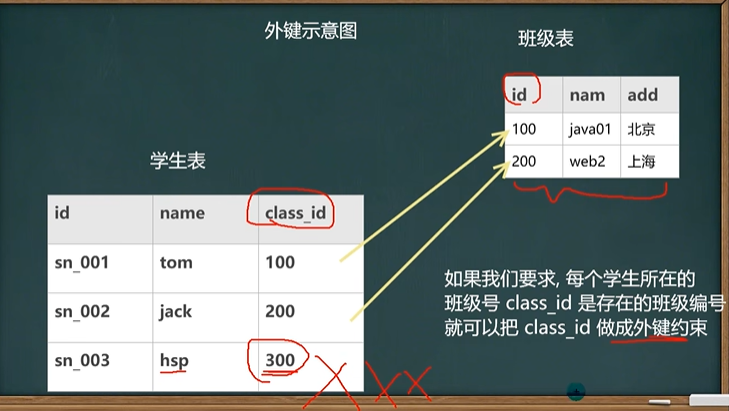 外键示意图
班级表
id nam add
100 java01 北京
200 web2 上海
学生表
id name class_id
sn_001 tom 100
sn_002 jack 200
sn_003 hsp 300
如果我们要求, 每个学生所在的
班级号 class_id 是存在的班级编号
就可以把 class_id 做成外键约束